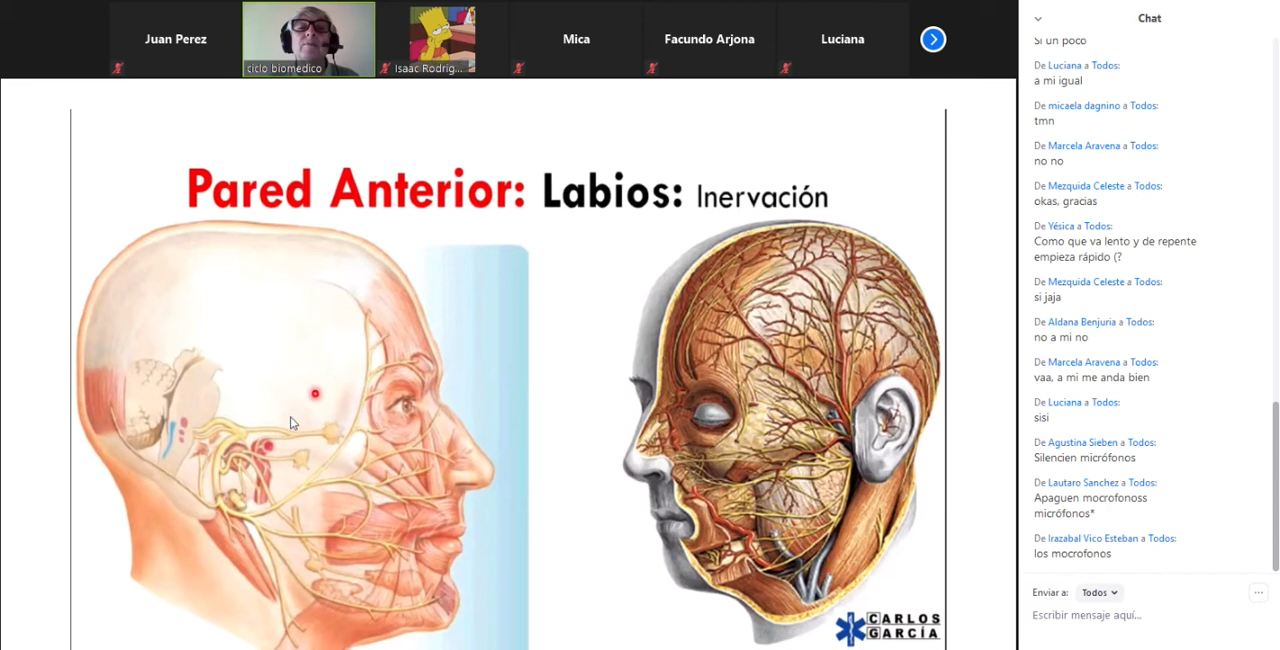 Juan Perez
ciclo biomedico
Isaac Rodrig...
Mica
Facundo Arjona
Luciana
Pared Anterior: Labios: Inervación
CARLOS
GARCÍA
Chat
Si un poco
De Luciana a Todos:
a mi igual
De micaela dagnino a Todos:
tmn
De Marcela Aravena a Todos:
no no
De Mezquida Celeste a Todos:
okas, gracias
De Yésica a Todos:
Como que va lento y de repente
empieza rápido (?
De Mezquida Celeste a Todos:
si jaja
De Aldana Benjuria a Todos:
no a mi no
De Marcela Aravena a Todos:
vaa, a mi me anda bien
De Luciana a Todos:
sisi
De Agustina Sieben a Todos:
Silencien micrófonos
De Lautaro Sanchez a Todos:
Apaguen mocrofonoss
micrófonos*
De Irazabal Vico Esteban a Todos:
los mocrofonos
Enviar a: Todos
Escribir mensaje aquí...